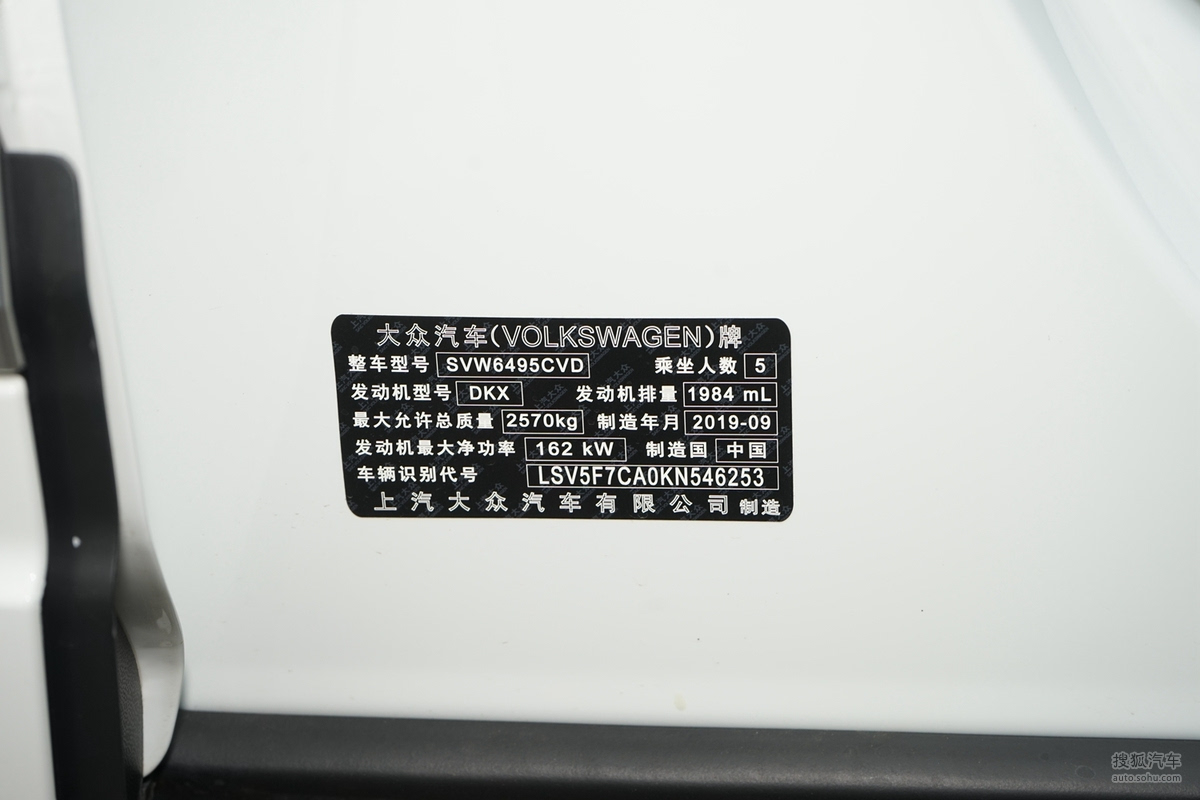 大众汽车(VOLKSWAGEN)牌
整车型号 SVW6495CVD 乘坐人数 5
发动机型号 DKX 发动机排量 1984 mL
最大允许总质量 2570kg 制造年月 2019-09
发动机最大净功率 162 kW 制造国 中国
车辆识别代号 LSV5F7CA0KN546253
上汽大众汽车有限公司 制造
搜狐汽车
auto.sohu.com